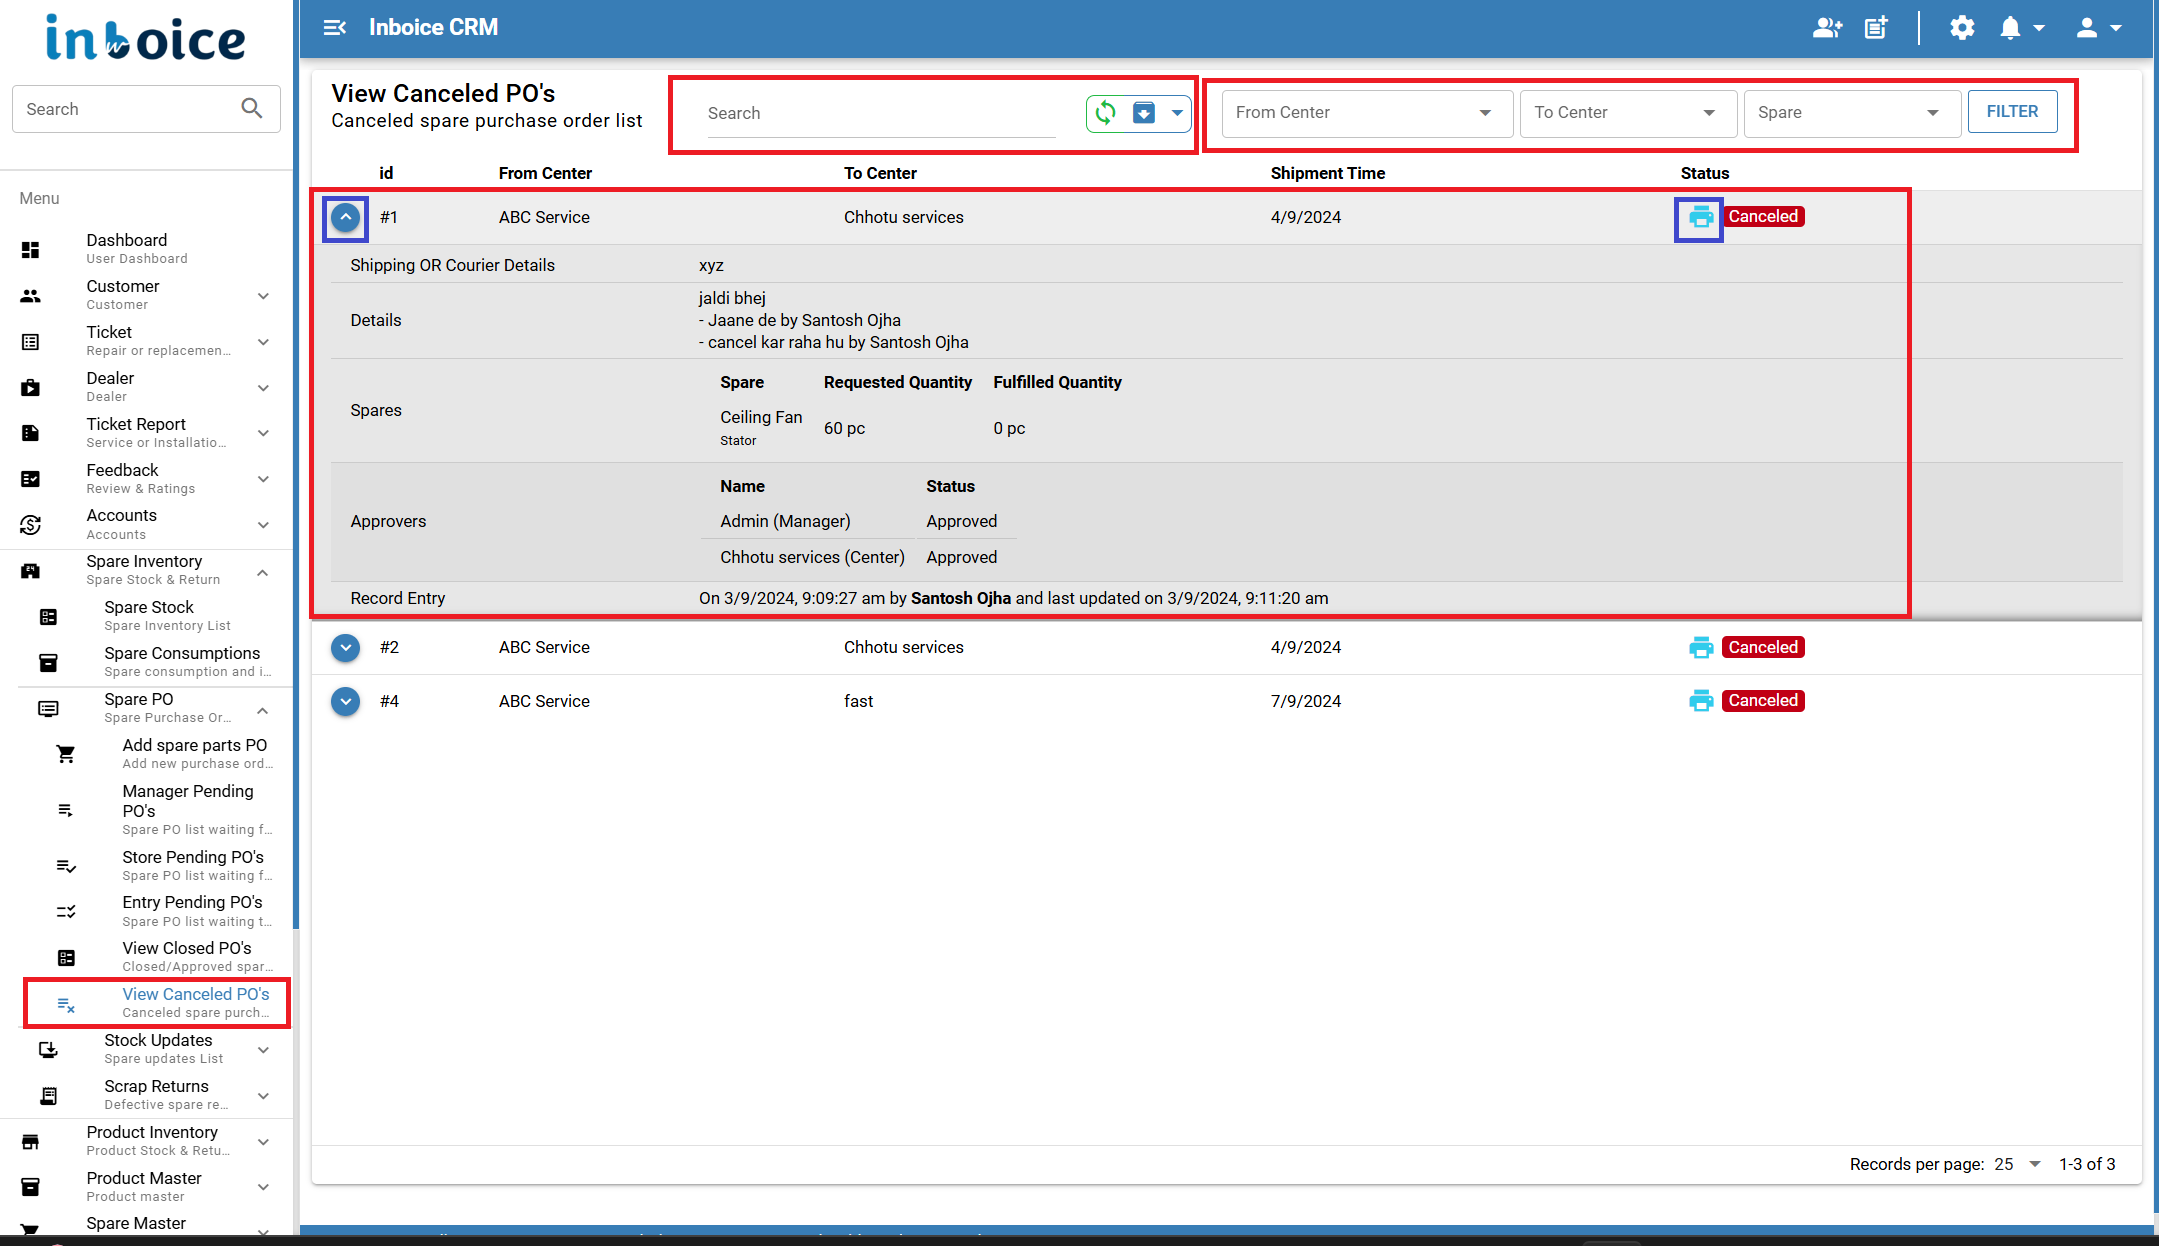 inboice
Search
Menu
Dashboard
User Dashboard
Customer
Customer
Ticket
Repair or replacemen...
Dealer
Dealer
Ticket Report
Service or Installatio...
Feedback
Review & Ratings
Accounts
Accounts
Spare Inventory
Spare Stock & Return
Spare Stock
Spare Inventory List
Spare Consumptions
Spare consumption and i...
Spare PO
Spare Purchase Or...
Add spare parts PO
Add new purchase ord...
Manager Pending
PO's
Spare PO list waiting f...
Store Pending PO's
Spare PO list waiting f...
Entry Pending PO's
Spare PO list waiting t...
View Closed PO's
Closed/Approved spar...
View Canceled PO's
Canceled spare purch...
Stock Updates
Spare updates List
Scrap Returns
Defective spare re...
Product Inventory
Product Stock & Retu...
Product Master
Product master
Spare Master
Inboice CRM
View Canceled PO's
Canceled spare purchase order list
Search
From Center
To Center
Spare
FILTER
id From Center To Center Shipment Time Status
#1 ABC Service Chhotu services 4/9/2024 Canceled
Shipping OR Courier Details xyz
Details
jaldi bhej
- Jaane de by Santosh Ojha
- cancel kar raha hu by Santosh Ojha
Spares
Spare Requested Quantity Fulfilled Quantity
Ceiling Fan
Stator
60 pc 0 pc
Approvers
Name Status
Admin (Manager) Approved
Chhotu services (Center) Approved
Record Entry On 3/9/2024, 9:09:27 am by Santosh Ojha and last updated on 3/9/2024, 9:11:20 am
#2 ABC Service Chhotu services 4/9/2024 Canceled
#4 ABC Service fast 7/9/2024 Canceled
Records per page: 25 1-3 of 3